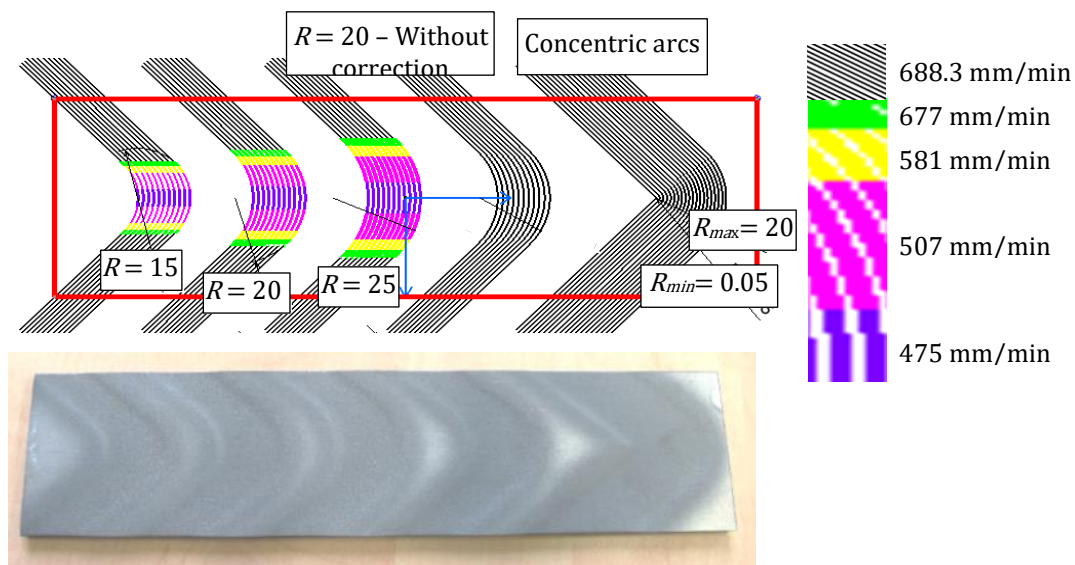 R = 20 – Without
correction
Concentric arcs
R = 15
R = 20
R = 25
Rmax= 20
Rmin= 0.05
688.3 mm/min
677 mm/min
581 mm/min
507 mm/min
475 mm/min